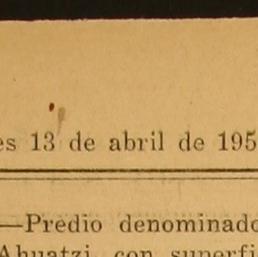 es 13 de abril de 195
—Predio denominado
Ahuatzi, con superfi